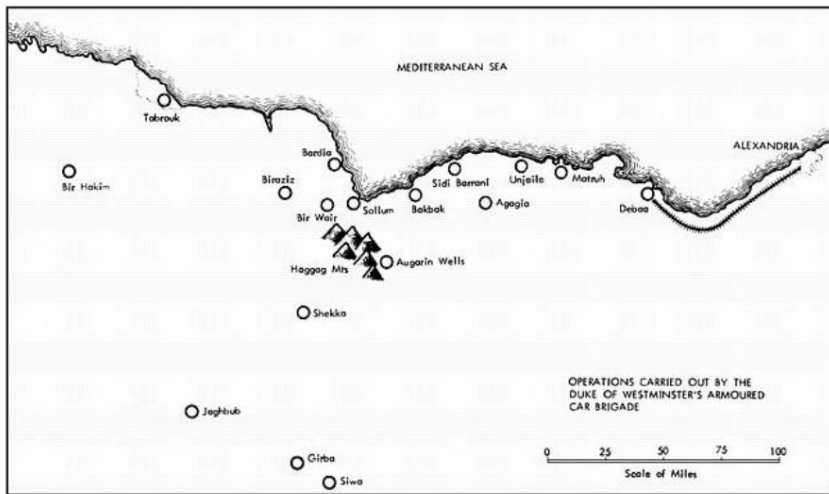 MEDITERRANEAN SEA
Tabrouk
ALEXANDRIA
Bardia
Bir Hakim
Biraziz
Sidi Barrani
Unjeila
Matruh
Bir Wair
Sollum
Bakbak
Agagia
Debaa
Haggag Mts
Augarin Wells
Shekka
OPERATIONS CARRIED OUT BY THE
DUKE OF WESTMINSTER'S ARMOURED
CAR BRIGADE
Jaghbub
0 25 50 75 100
Scale of Miles
Girba
Siwa